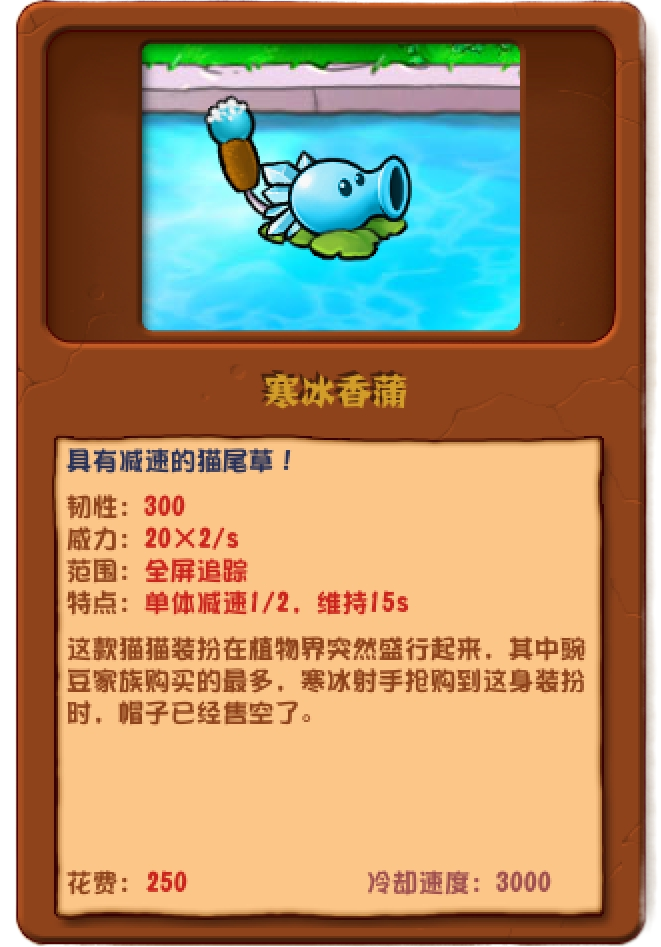 寒冰香蒲
具有减速的猫尾草！
韧性：300
威力：20×2/s
范围：全屏追踪
特点：单体减速1/2，维持15s
这款猫猫装扮在植物界突然盛行起来，其中豌
豆家族购买的最多，寒冰射手抢购到这身装扮
时，帽子已经售空了。
花费：250 冷却速度：3000